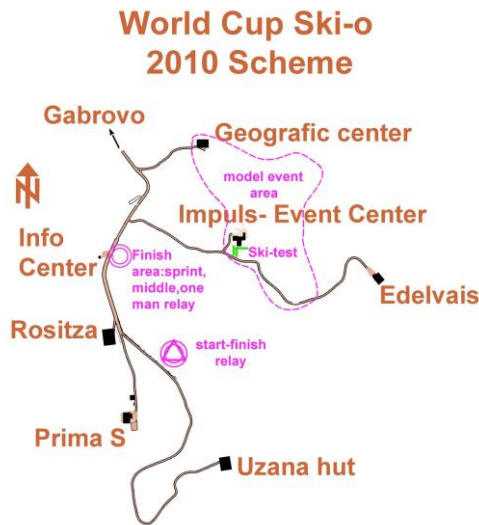 World Cup Ski-o
2010 Scheme
Gabrovo
Geografic center
model event
area
N
Impuls- Event Center
Info
Center
Finish
area:sprint,
middle,one
man relay
Ski-test
Edelvais
Rositza
start-finish
relay
Prima S
Uzana hut